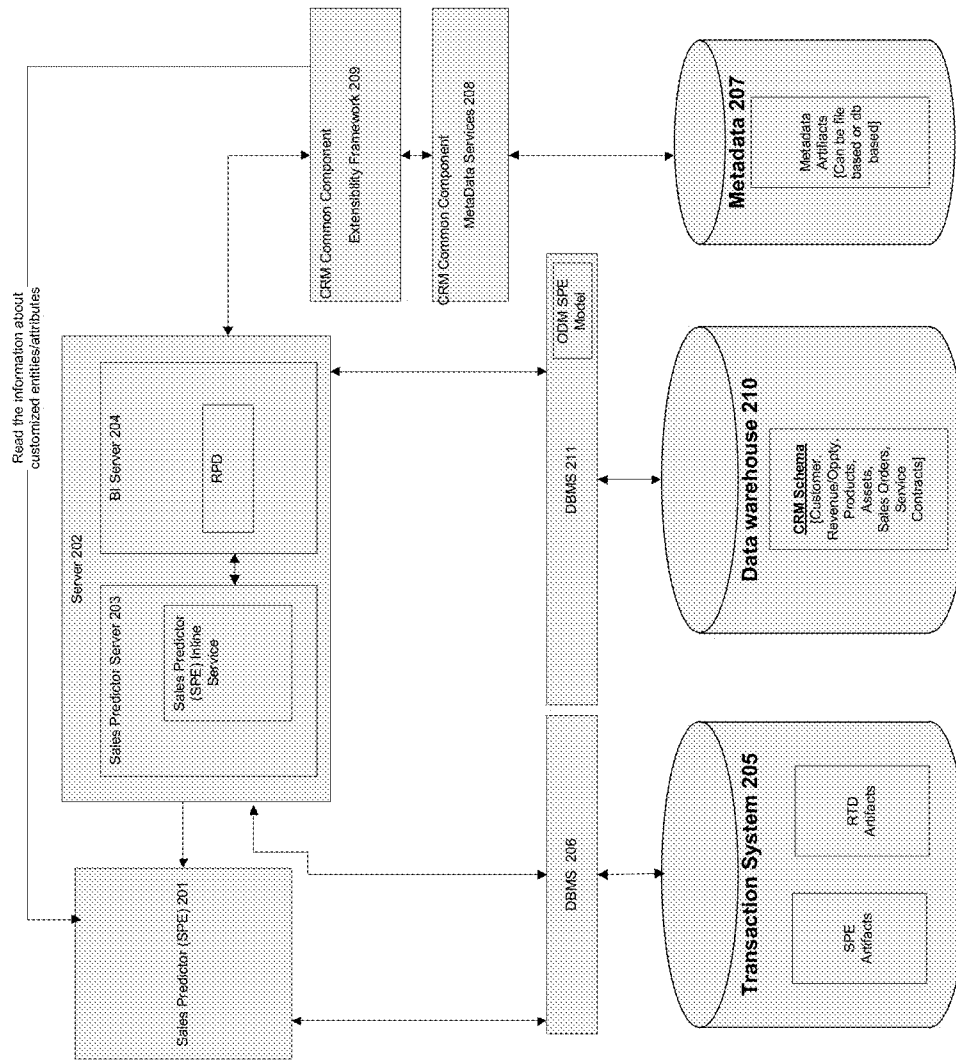 Read the information about
customized entities/attributes
Sales Predictor (SPE) 201
Server 202
Sales Predictor Server 203
Sales Predictor
(SPE) Inline
Service
BI Server 204
RPD
CRM Common Component
Extensibility Framework 209
CRM Common Component
MetaData Services 208
DBMS 206
DBMS 211
ODM SPE
Model
Transaction System 205
SPE
Artifacts
RTD
Artifacts
Data warehouse 210
CRM Schema
[Customer
Revenue/Oppty,
Products,
Assets,
Sales Orders,
Service
Contracts]
Metadata 207
Metadata
Artifiacts
[Can be file
based or db
based]